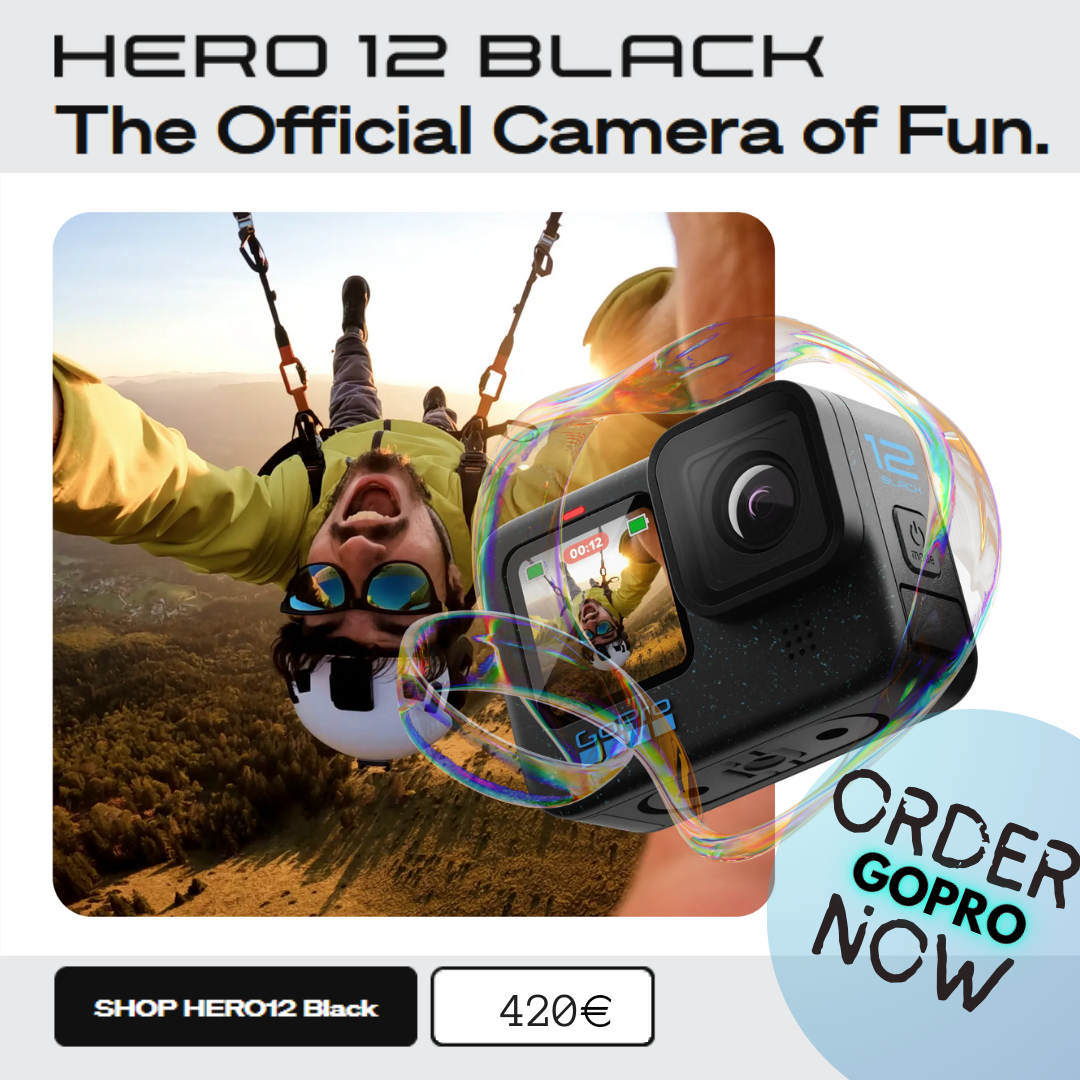 HERO 12 BLACK
The Official Camera of Fun.
00:12
12
BLACK
mode
GoPro
ORDER
GOPRO
NOW
SHOP HERO12 Black
420€